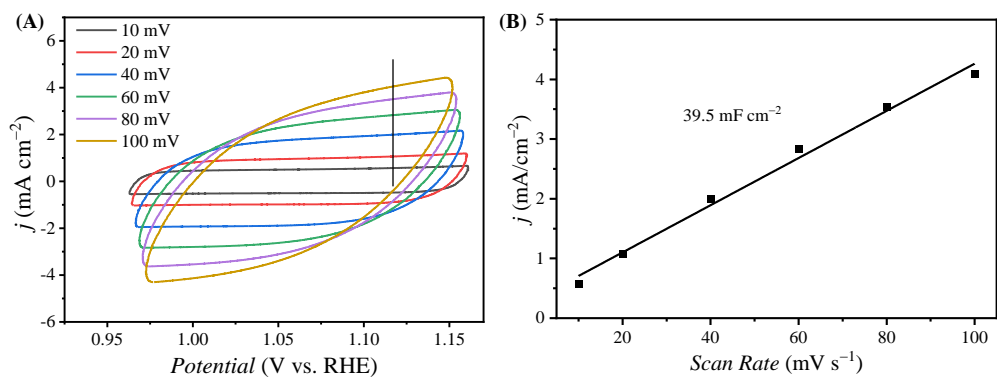 (A)
10 mV
20 mV
40 mV
60 mV
80 mV
100 mV
6
4
2
0
-2
-4
-6
j (mA cm⁻²)
0.95
1.00
1.05
1.10
1.15
Potential (V vs. RHE)
(B)
39.5 mF cm⁻²
5
4
3
2
1
0
j (mA/cm⁻²)
20
40
60
80
100
Scan Rate (mV s⁻¹)